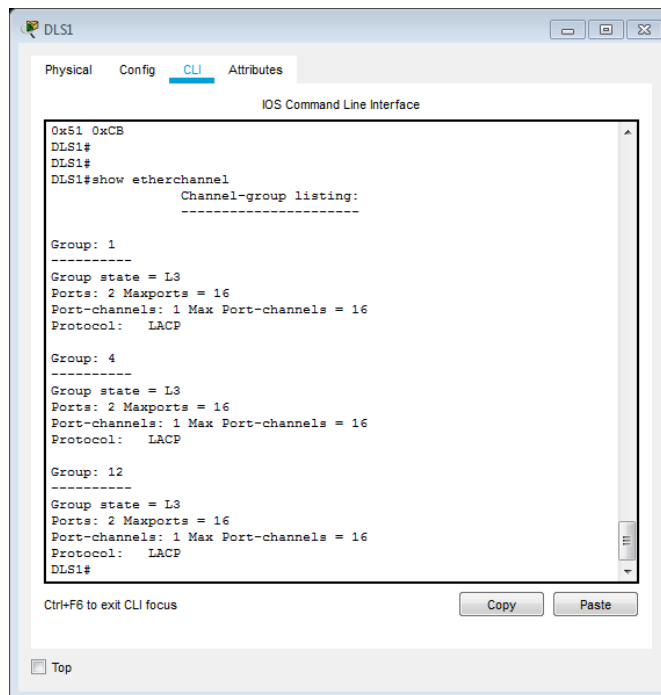 DLS1
Physical Config CLI Attributes
IOS Command Line Interface
0x51 0xCB
DLS1#
DLS1#
DLS1#show etherchannel
Channel-group listing:
----------------------
Group: 1
----------
Group state = L3
Ports: 2 Maxports = 16
Port-channels: 1 Max Port-channels = 16
Protocol: LACP
Group: 4
----------
Group state = L3
Ports: 2 Maxports = 16
Port-channels: 1 Max Port-channels = 16
Protocol: LACP
Group: 12
----------
Group state = L3
Ports: 2 Maxports = 16
Port-channels: 1 Max Port-channels = 16
Protocol: LACP
DLS1#
Ctrl+F6 to exit CLI focus Copy Paste
Top